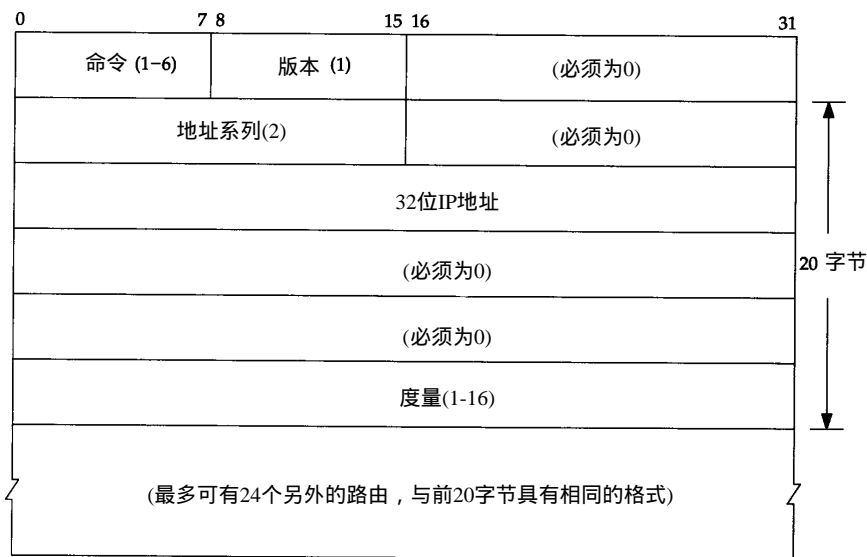 0 7 8 15 16 31
命令 (1-6) 版本 (1) (必须为0)
地址系列(2) (必须为0)
32位IP地址
(必须为0)
20 字节
(必须为0)
度量(1-16)
(最多可有24个另外的路由，与前20字节具有相同的格式)